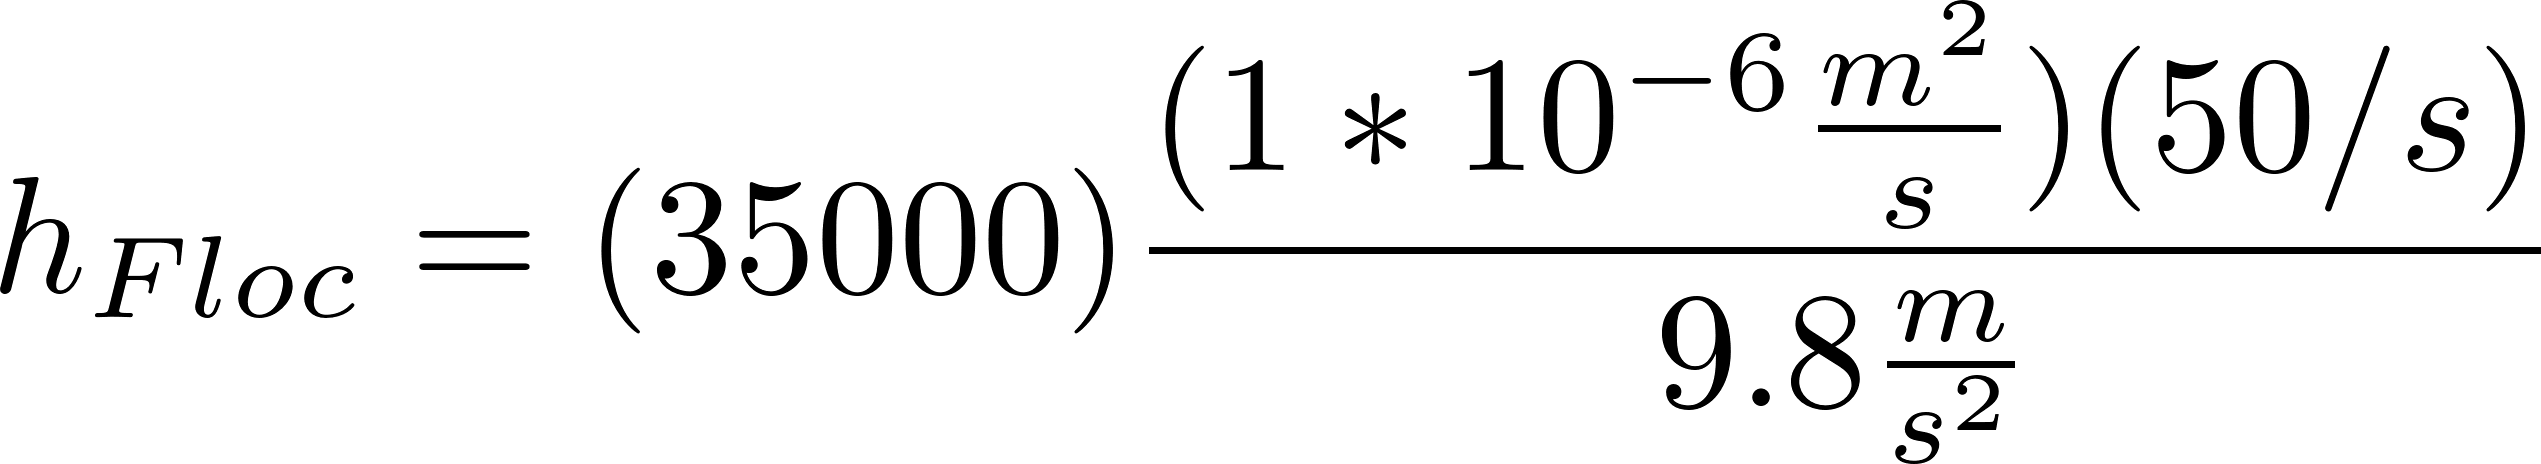 h_{Floc} = (35000) \frac{(1 * 10^{-6} \frac{m^2}{s})(50/s)}{9.8 \frac{m}{s^2}}